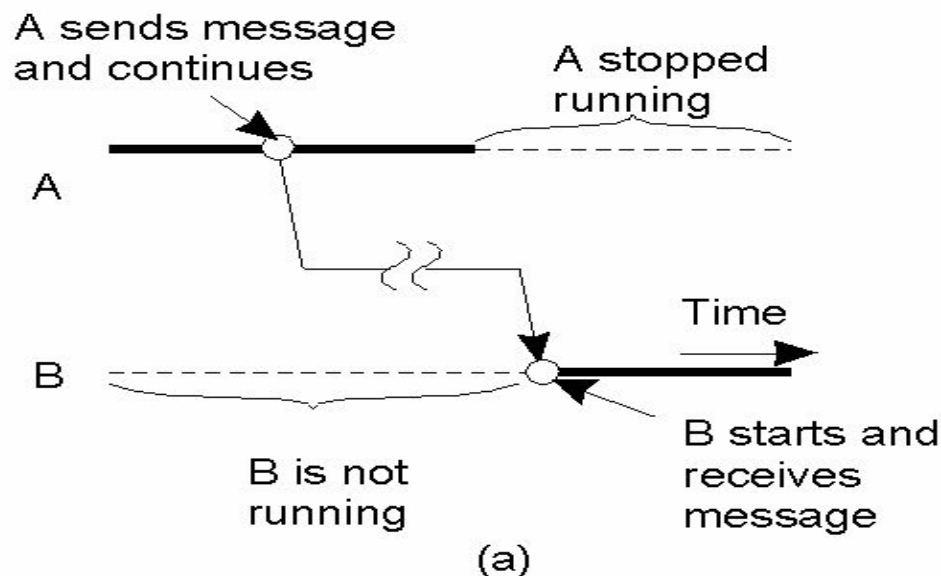 A sends message
and continues
A stopped
running
A
Time
B
B is not
running
B starts and
receives
message
(a)